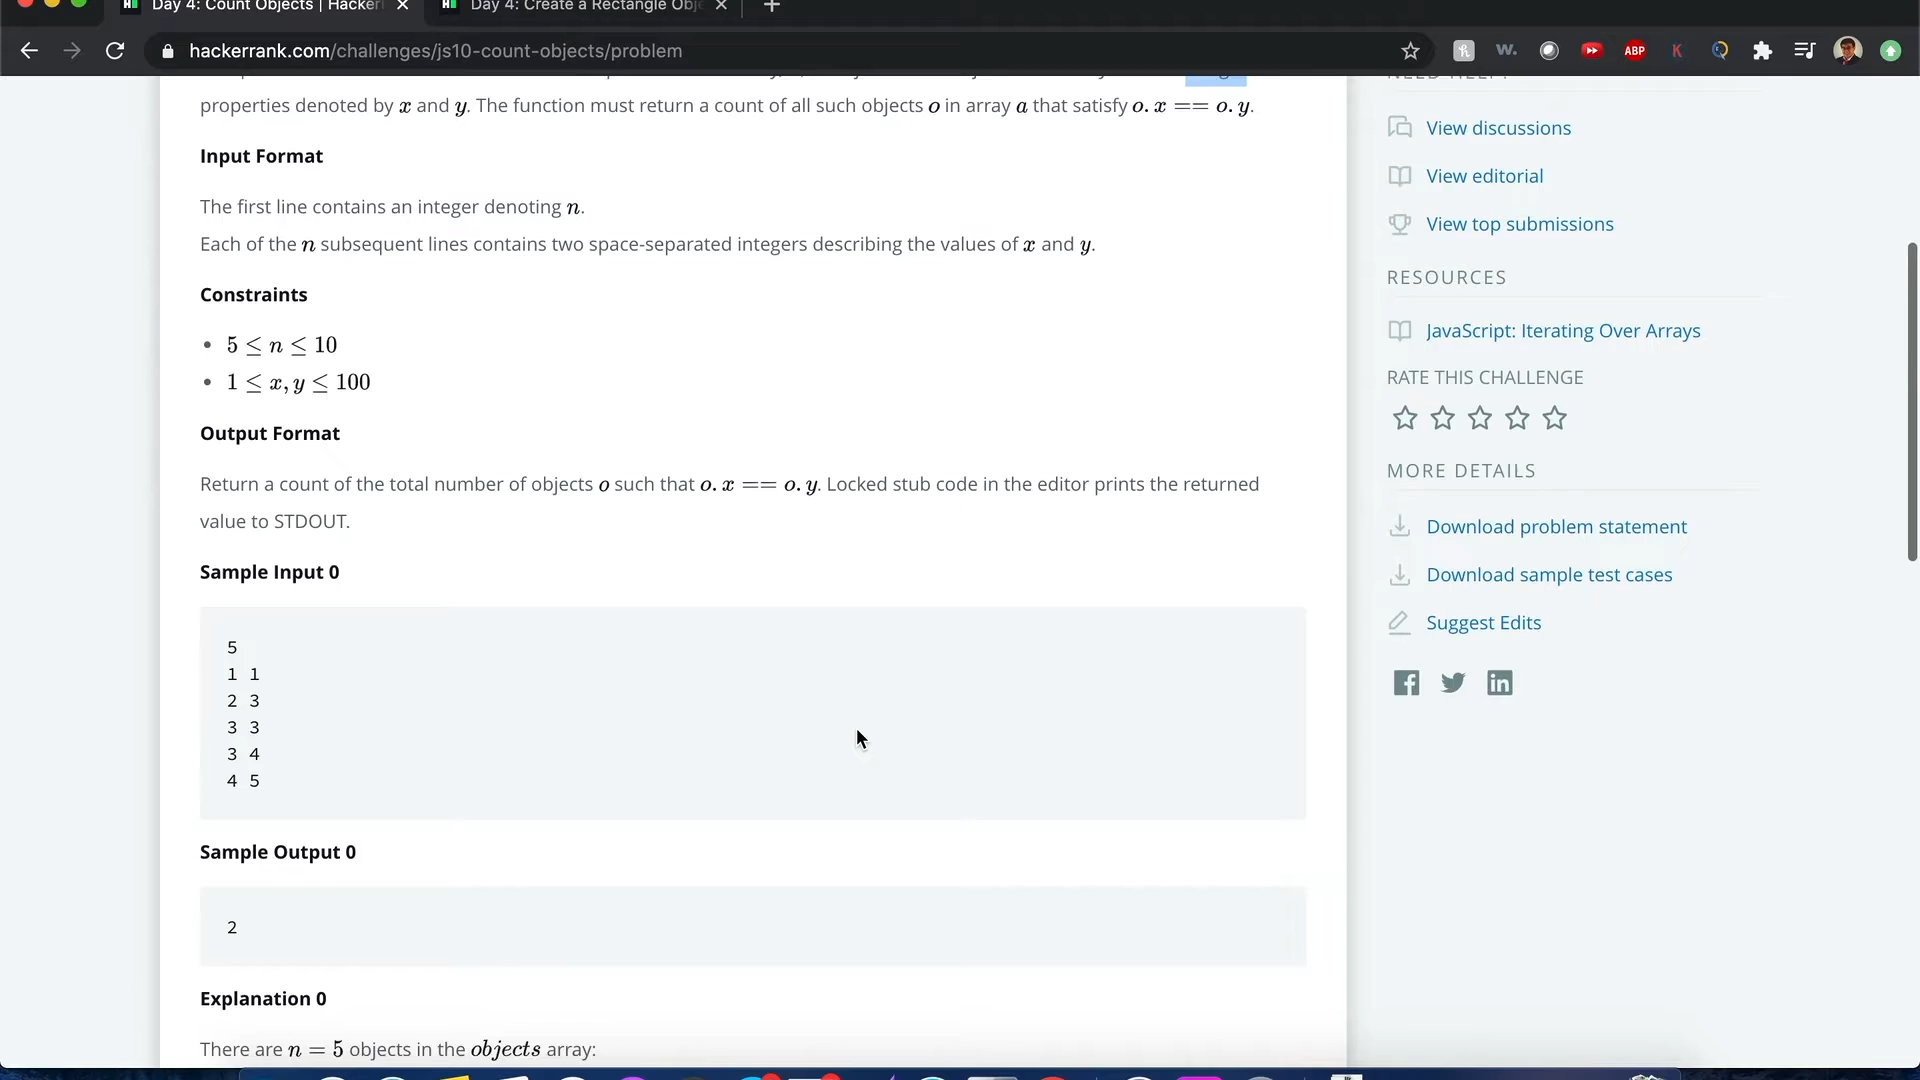 Day 4: Count Objects | Hacker
Day 4: Create a Rectangle Obj
hackerrank.com/challenges/js10-count-objects/problem
properties denoted by x and y. The function must return a count of all such objects o in array a that satisfy o.x == o.y.
Input Format
The first line contains an integer denoting n.
Each of the n subsequent lines contains two space-separated integers describing the values of x and y.
Constraints
• 5 ≤ n ≤ 10
• 1 ≤ x, y ≤ 100
Output Format
Return a count of the total number of objects o such that o.x == o.y. Locked stub code in the editor prints the returned
value to STDOUT.
Sample Input 0
5
1 1
2 3
3 3
3 4
4 5
Sample Output 0
2
Explanation 0
There are n = 5 objects in the objects array:
NEED HELP?
View discussions
View editorial
View top submissions
RESOURCES
JavaScript: Iterating Over Arrays
RATE THIS CHALLENGE
MORE DETAILS
Download problem statement
Download sample test cases
Suggest Edits
w.
ABP
K